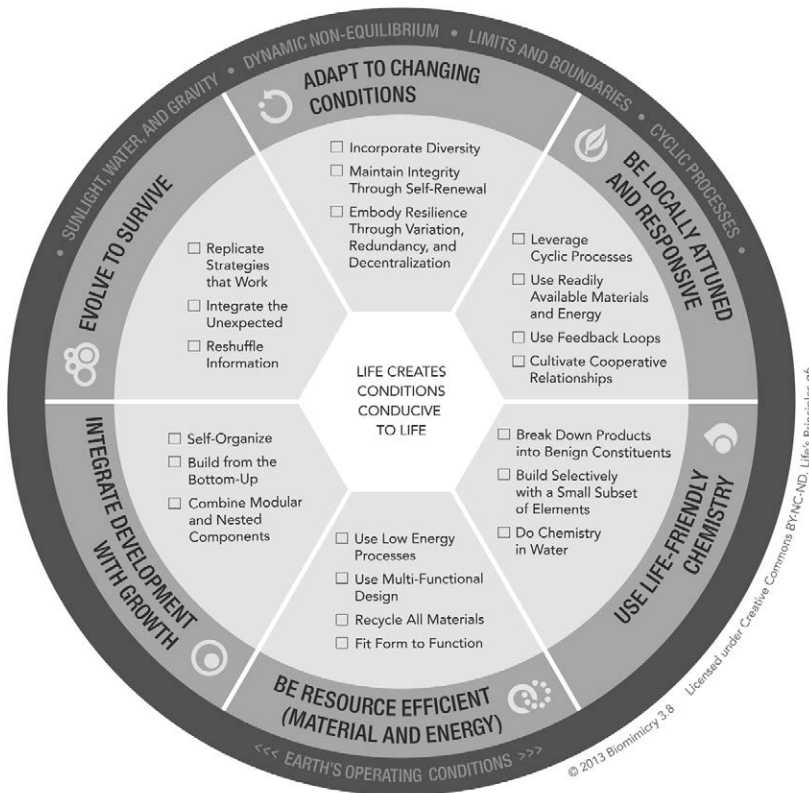 • SUNLIGHT, WATER, AND GRAVITY • DYNAMIC NON-EQUILIBRIUM • LIMITS AND BOUNDARIES • CYCLIC PROCESSES •
ADAPT TO CHANGING
CONDITIONS
☐ Incorporate Diversity
☐ Maintain Integrity
Through Self-Renewal
☐ Embody Resilience
Through Variation,
Redundancy, and
Decentralization
BE LOCALLY ATTUNED
AND RESPONSIVE
☐ Leverage
Cyclic Processes
☐ Use Readily
Available Materials
and Energy
☐ Use Feedback Loops
☐ Cultivate Cooperative
Relationships
USE LIFE-FRIENDLY
CHEMISTRY
☐ Break Down Products
into Benign Constituents
☐ Build Selectively
with a Small Subset
of Elements
☐ Do Chemistry
in Water
BE RESOURCE EFFICIENT
(MATERIAL AND ENERGY)
☐ Use Low Energy
Processes
☐ Use Multi-Functional
Design
☐ Recycle All Materials
☐ Fit Form to Function
INTEGRATE DEVELOPMENT
WITH GROWTH
☐ Self-Organize
☐ Build from the
Bottom-Up
☐ Combine Modular
and Nested
Components
EVOLVE TO SURVIVE
☐ Replicate
Strategies
that Work
☐ Integrate the
Unexpected
☐ Reshuffle
Information
LIFE CREATES
CONDITIONS
CONDUCIVE
TO LIFE
<<< EARTH'S OPERATING CONDITIONS >>>
© 2013 Biomimicry 3.8 Licensed under Creative Commons BY-NC-ND. Life's Principles